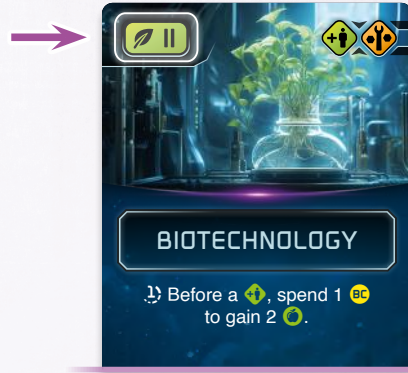 II
BIOTECHNOLOGY
Before a +, spend 1 BC
to gain 2.